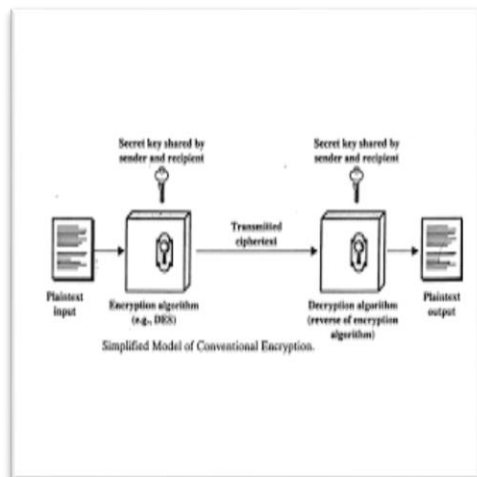 Secret key shared by
sender and recipient
Secret key shared by
sender and recipient
Transmitted
ciphertext
Plaintext
input
Encryption algorithm
(e.g., DES)
Decryption algorithm
(reverse of encryption
algorithm)
Plaintext
output
Simplified Model of Conventional Encryption.